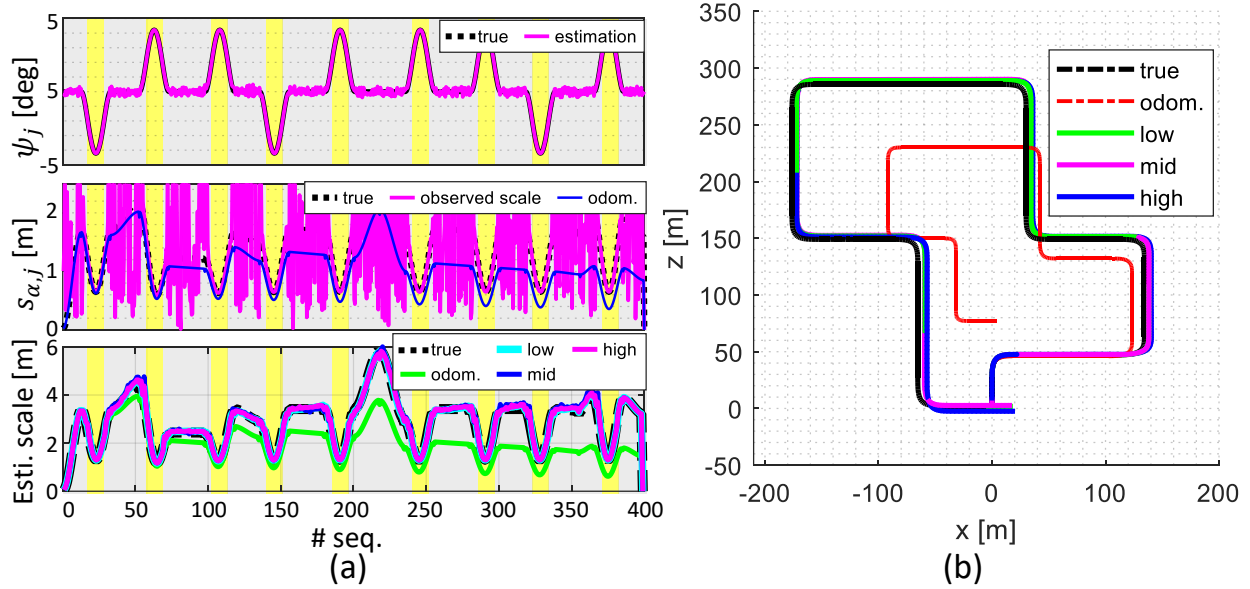 5
5
-5
ψj [deg]
true estimation
2
1
0
sα,j [m]
true observed scale odom.
6
4
2
0
Esti. scale [m]
true low high
odom. mid
0 50 100 150 200 250 300 350 400
# seq.
(a)
350
300
250
200
150
100
50
0
-50
z [m]
true
odom.
low
mid
high
-200 -100 0 100 200
x [m]
(b)